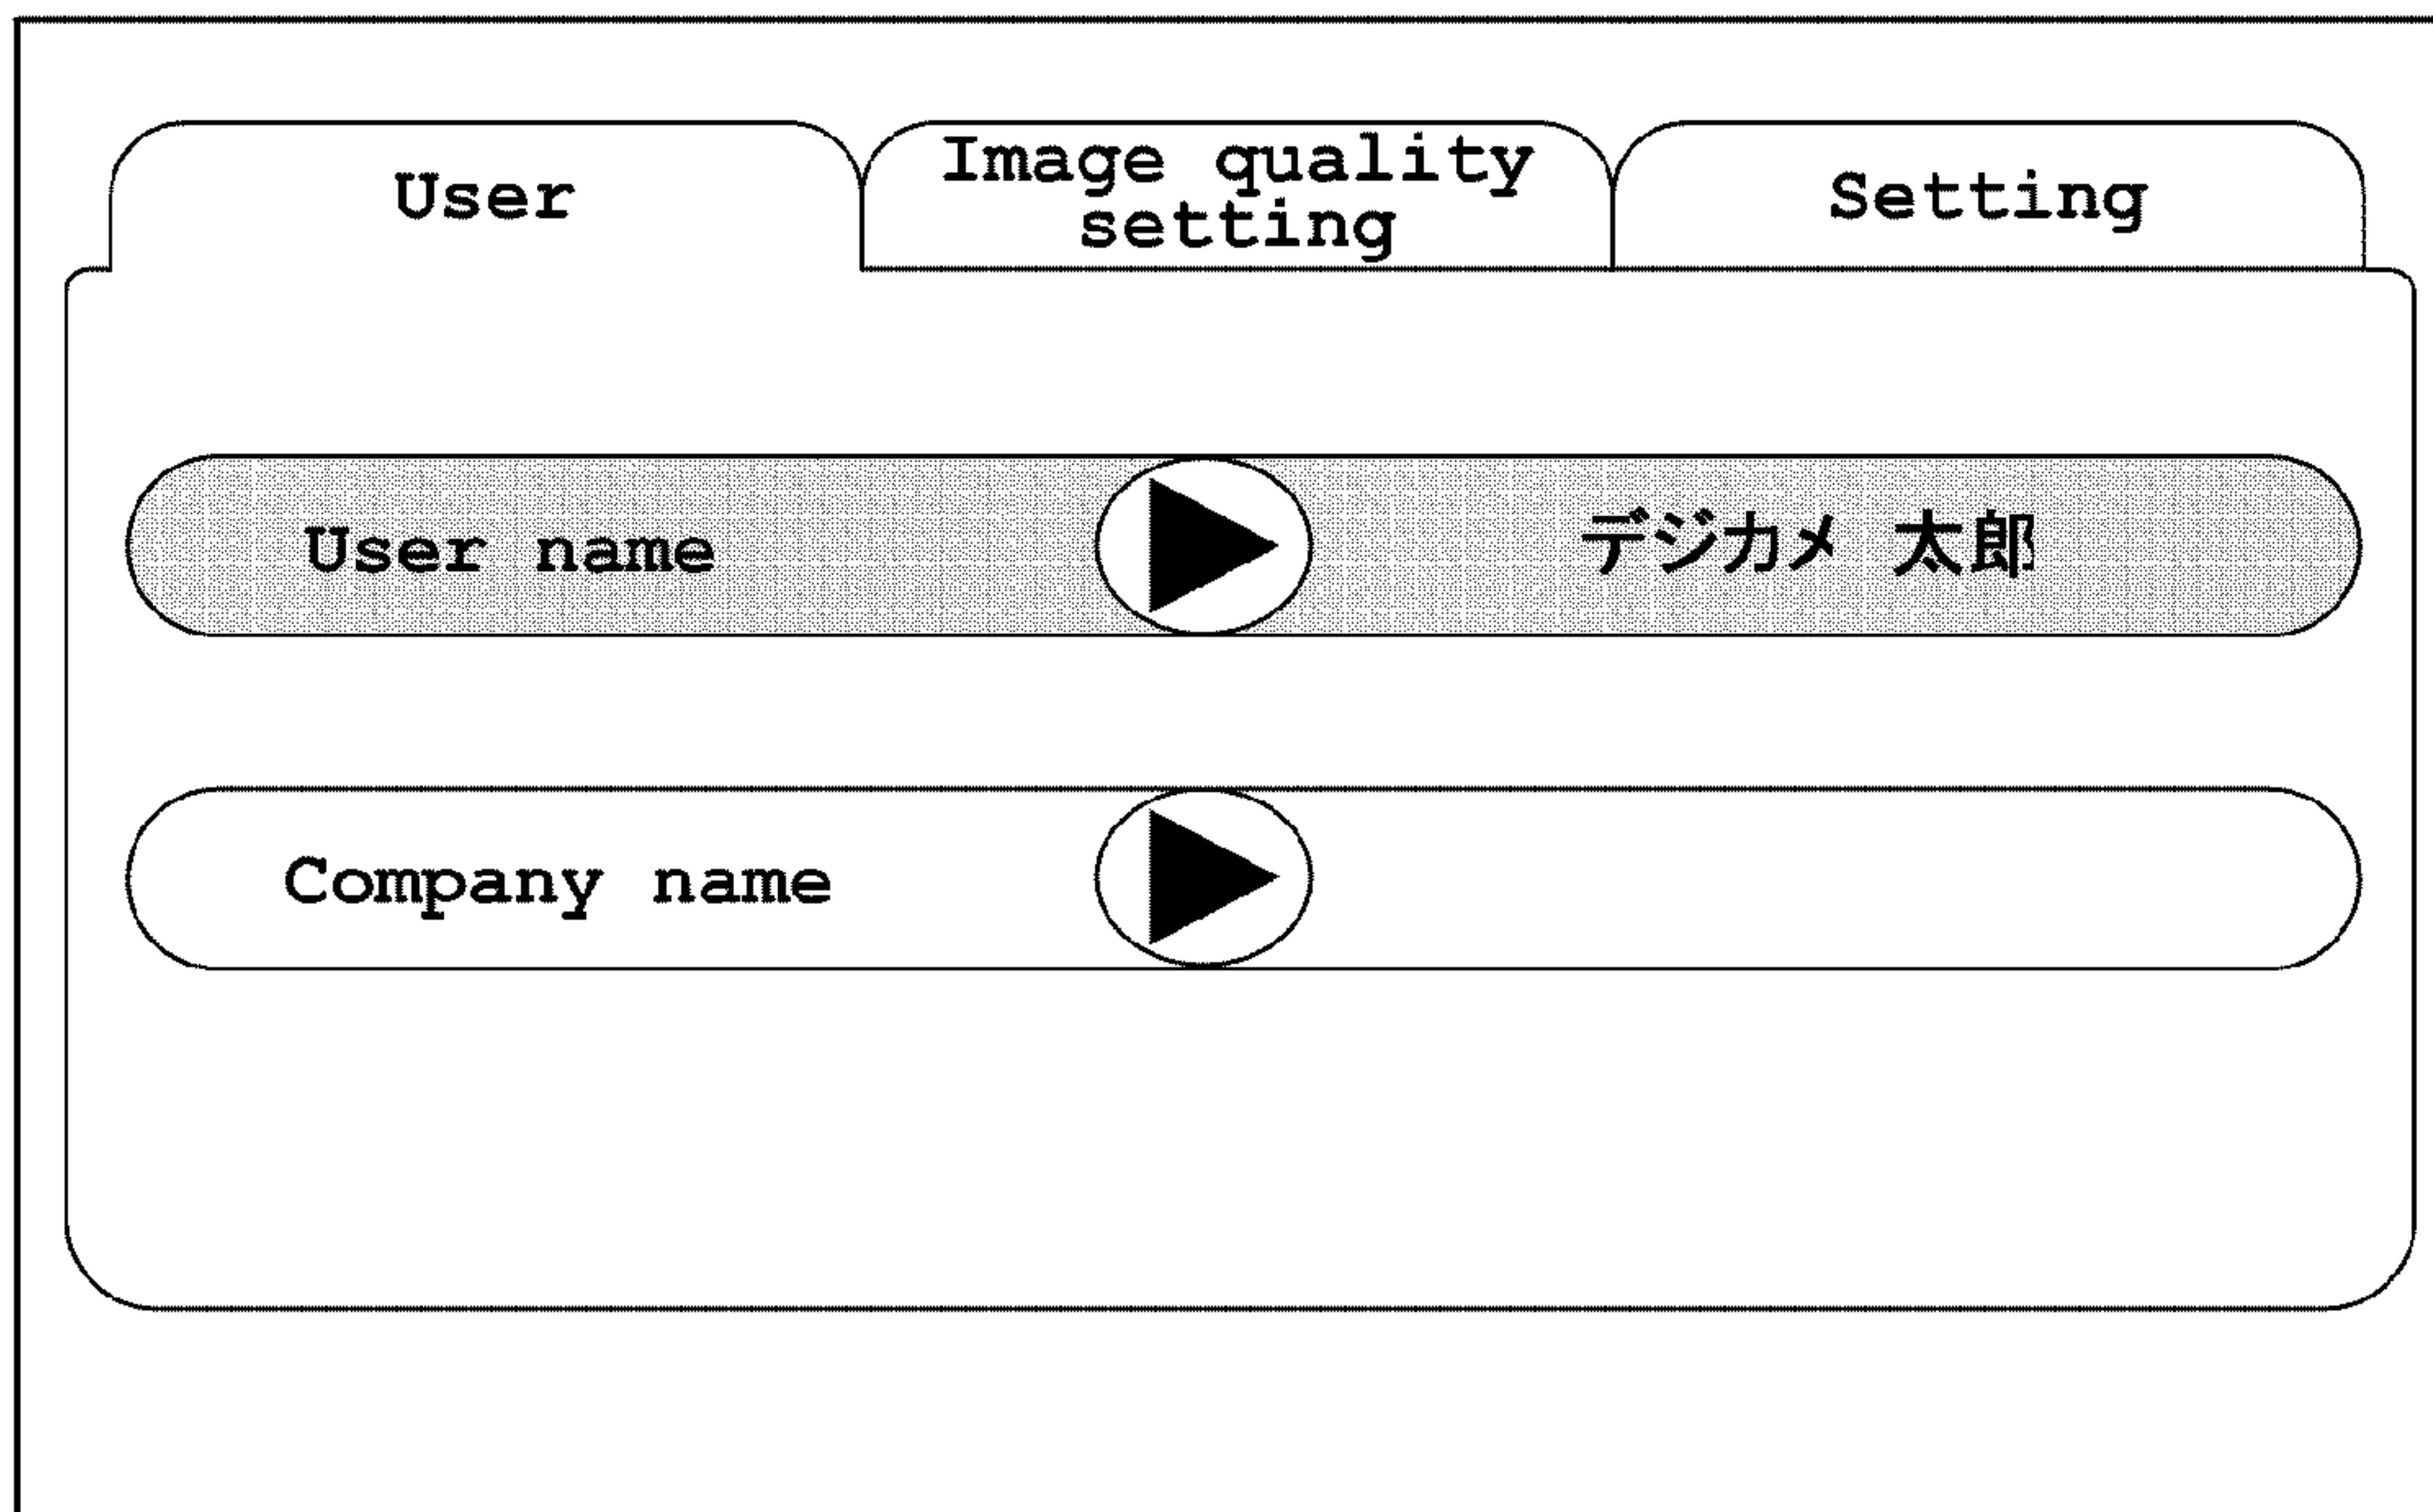 User
Image quality
setting
Setting
User name
デジカメ 太郎
Company name